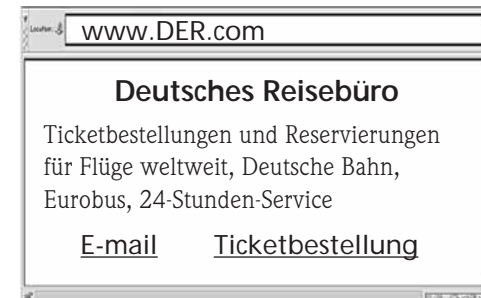 Location:
www.DER.com
Deutsches Reisebüro
Ticketbestellungen und Reservierungen
für Flüge weltweit, Deutsche Bahn,
Eurobus, 24-Stunden-Service
E-mail Ticketbestellung